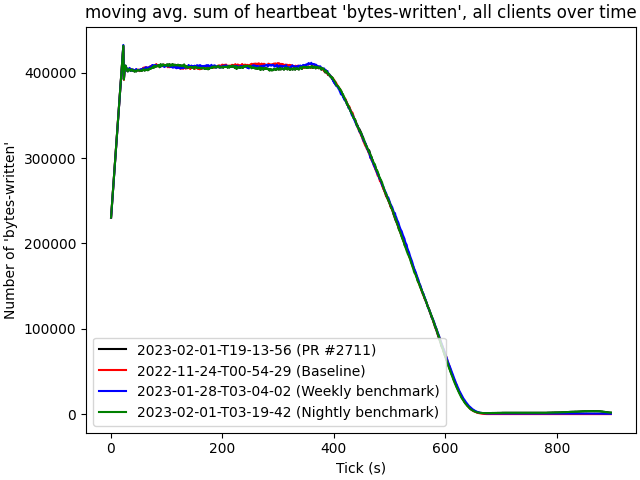 moving avg. sum of heartbeat 'bytes-written', all clients over time
Number of 'bytes-written'
400000
300000
200000
100000
0
2023-02-01-T19-13-56 (PR #2711)
2022-11-24-T00-54-29 (Baseline)
2023-01-28-T03-04-02 (Weekly benchmark)
2023-02-01-T03-19-42 (Nightly benchmark)
0 200 400 600 800
Tick (s)